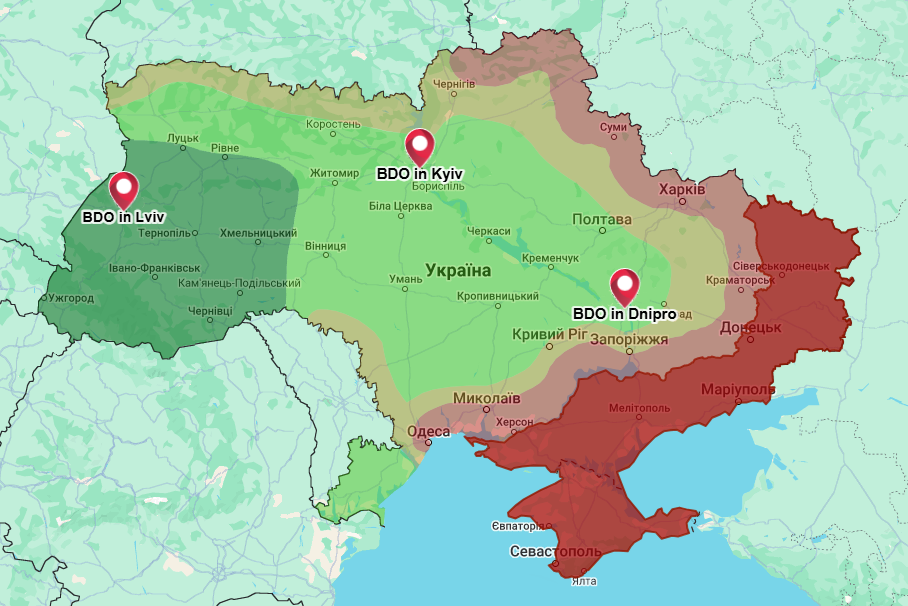 Чернігів
Коростень
Суми
Луцьк
Рівне
BDO in Kyiv
Житомир
Бориспіль
Харків
BDO in Lviv
Біла Церква
Полтава
Тернопіль
Хмельницький
Черкаси
Вінниця
Івано-Франківськ
Україна
Кременчук
Сіверськодонецьк
Умань
Краматорськ
Кам'янець-Подільський
Ужгород
Кропивницький
Чернівці
BDO in Dnipro
ад
Донецьк
Кривий Ріг
Запоріжжя
Маріуполь
Миколаїв
Мелітополь
Херсон
Одеса
Євпаторія
Севастополь
Ялта